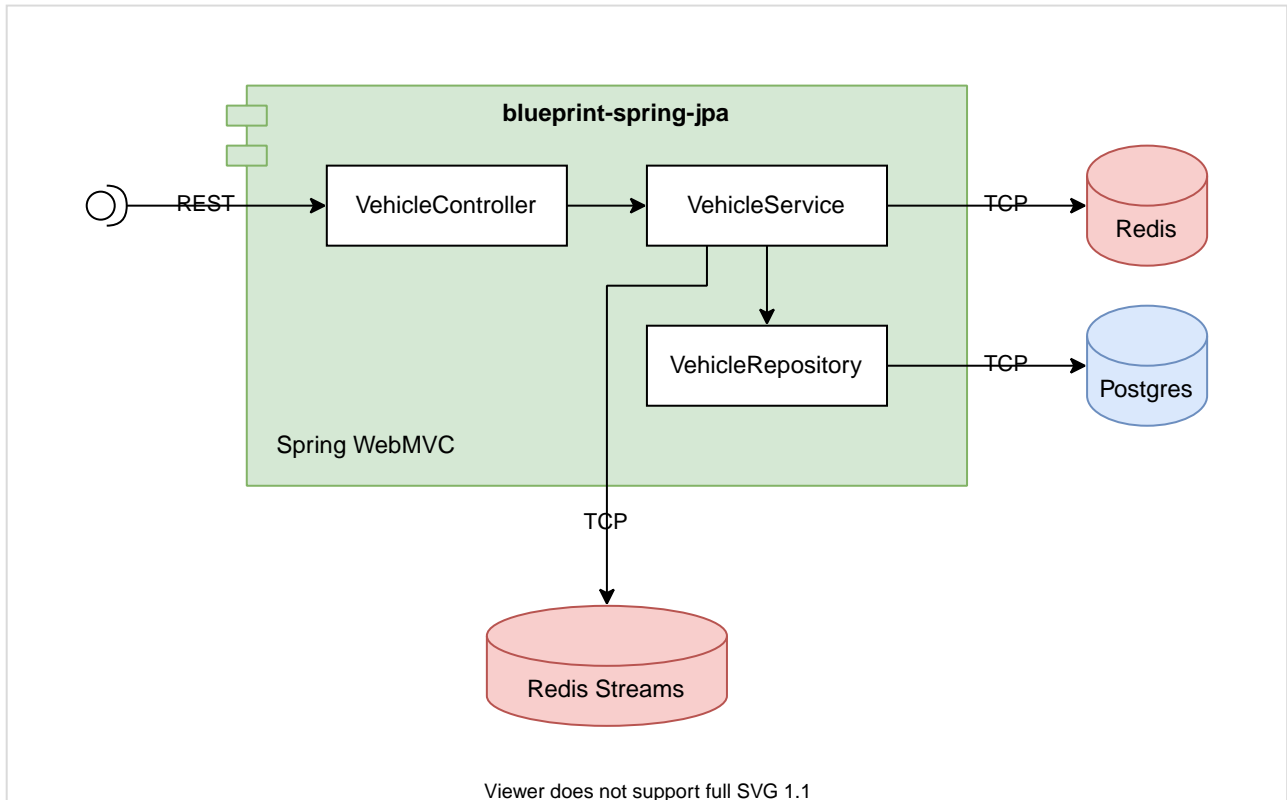 blueprint-spring-jpa
REST
VehicleController
VehicleService
TCP
Redis
VehicleRepository
TCP
Postgres
Spring WebMVC
TCP
Redis Streams
Viewer does not support full SVG 1.1